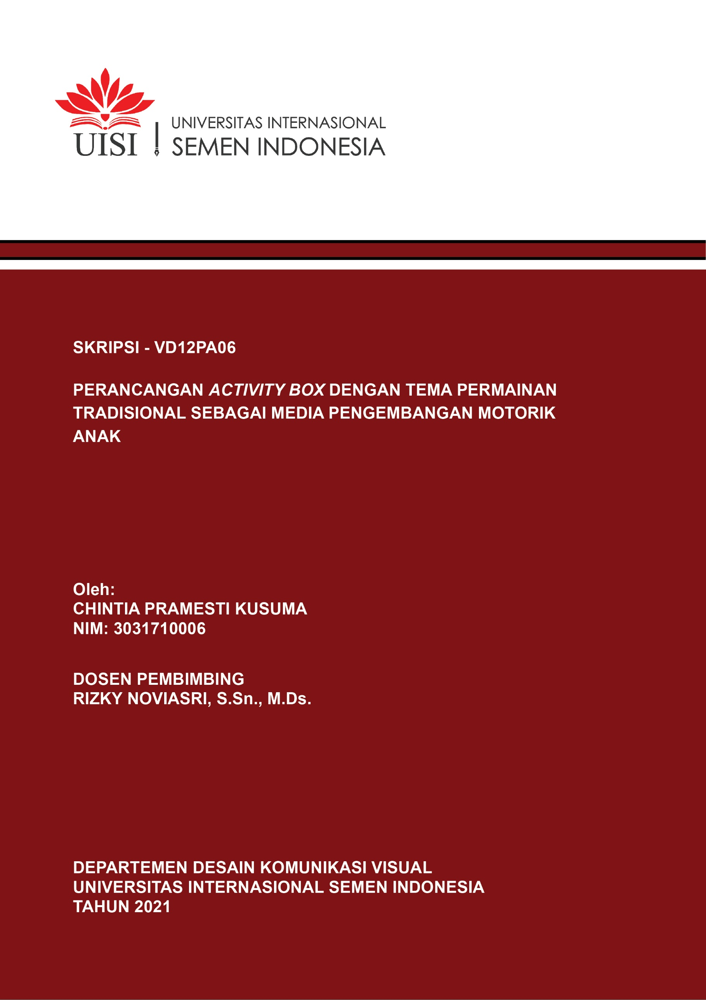 UISI
UNIVERSITAS INTERNASIONAL
SEMEN INDONESIA
SKRIPSI - VD12PA06
PERANCANGAN ACTIVITY BOX DENGAN TEMA PERMAINAN
TRADISIONAL SEBAGAI MEDIA PENGEMBANGAN MOTORIK
ANAK
Oleh:
CHINTIA PRAMESTI KUSUMA
NIM: 3031710006
DOSEN PEMBIMBING
RIZKY NOVIASRI, S.Sn., M.Ds.
DEPARTEMEN DESAIN KOMUNIKASI VISUAL
UNIVERSITAS INTERNASIONAL SEMEN INDONESIA
TAHUN 2021